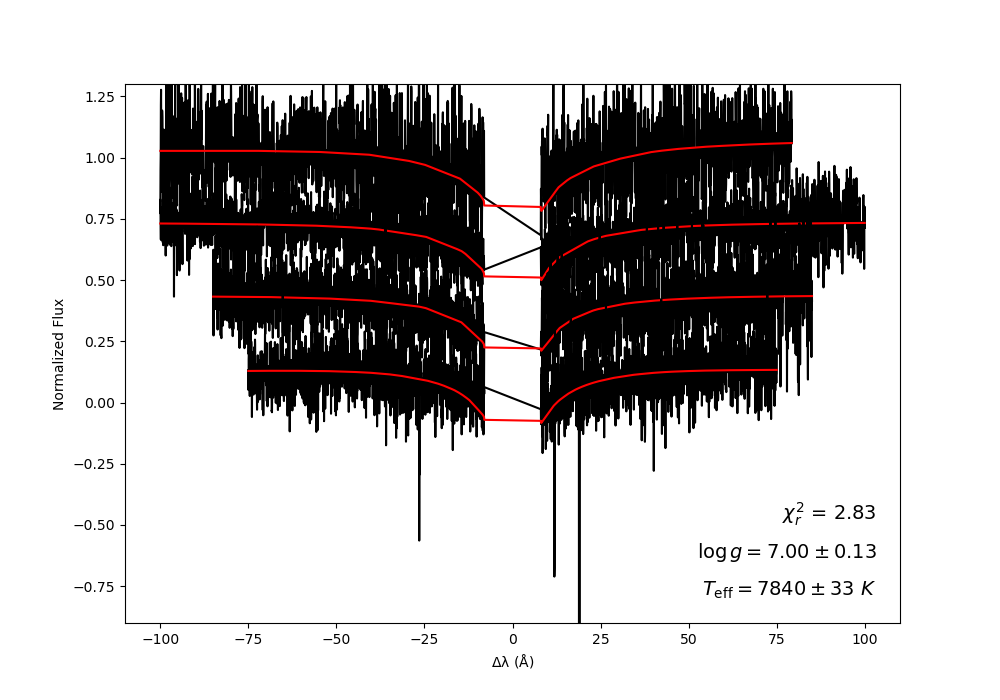 1.25
1.00
0.75
0.50
0.25
0.00
−0.25
−0.50
−0.75
Normalized Flux
χ²ᵣ = 2.83
log g = 7.00 ± 0.13
T_eff = 7840 ± 33 K
−100 −75 −50 −25 0 25 50 75 100
Δλ (Å)